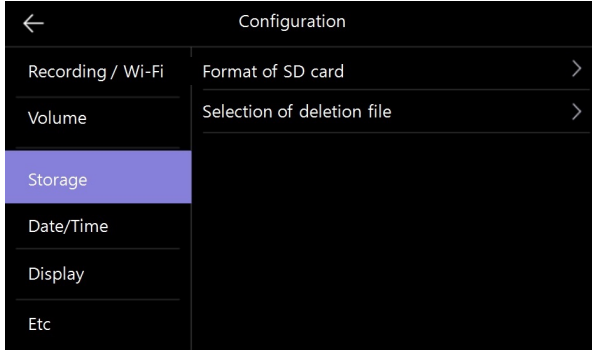 Configuration
Recording / Wi-Fi
Volume
Storage
Date/Time
Display
Etc
Format of SD card
Selection of deletion file